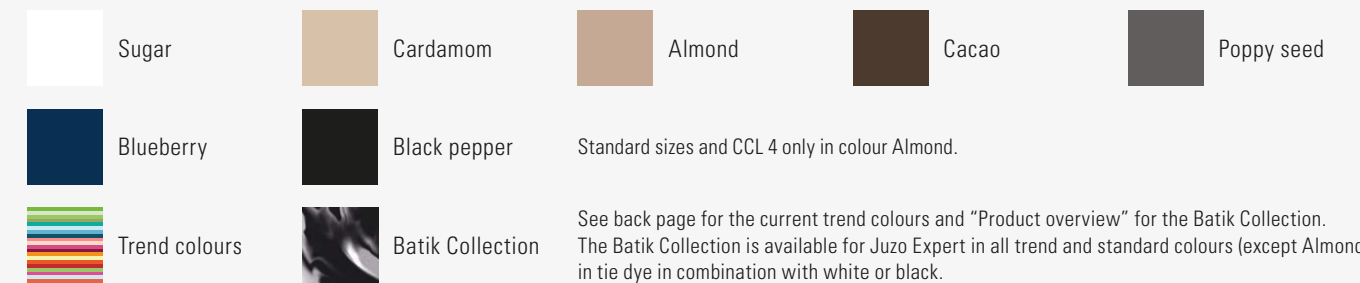 Sugar
Cardamom
Almond
Cacao
Poppy seed
Blueberry
Black pepper
Standard sizes and CCL 4 only in colour Almond.
Trend colours
Batik Collection
See back page for the current trend colours and “Product overview” for the Batik Collection.
The Batik Collection is available for Juzo Expert in all trend and standard colours (except Almond
in tie dye in combination with white or black.